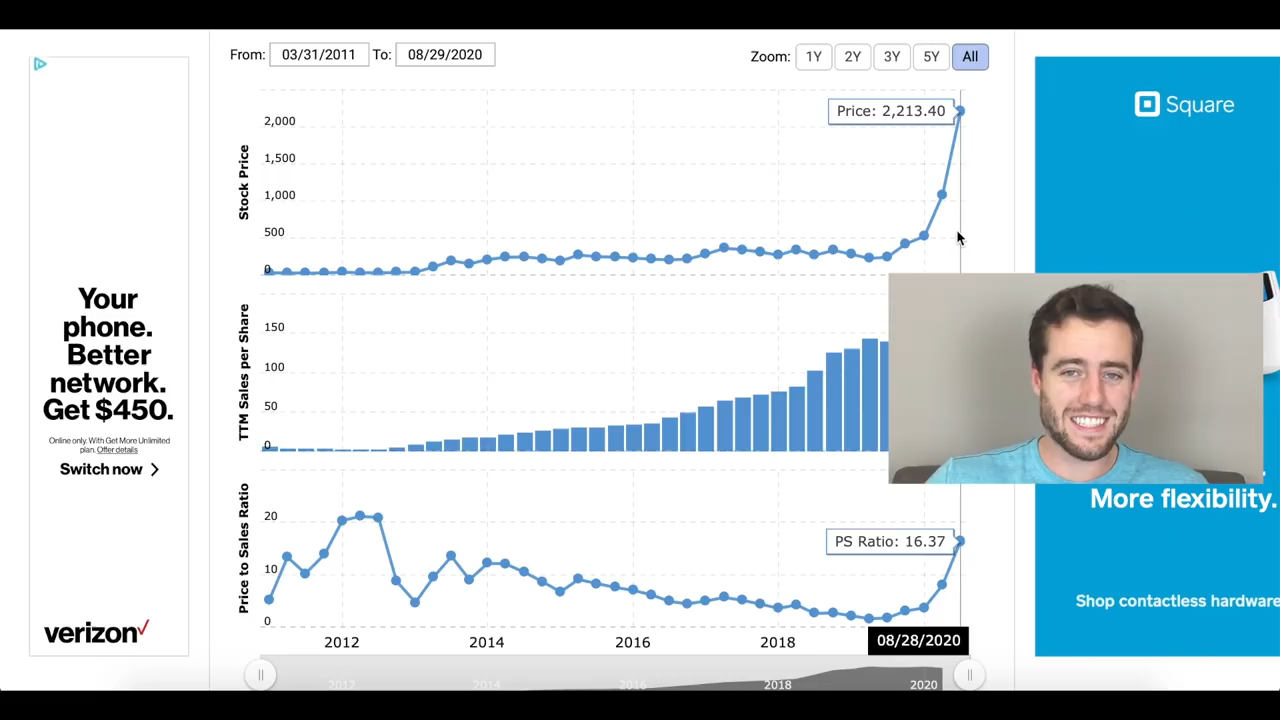 From: 03/31/2011 To: 08/29/2020
Zoom: 1Y 2Y 3Y 5Y All
Square
Price: 2,213.40
2,000
1,500
1,000
500
0
Stock Price
150
100
50
0
TTM Sales per Share
Your
phone.
Better
network.
Get $450.
Online only. With Get More Unlimited
plan. Offer details
Switch now
verizon
20
10
0
Price to Sales Ratio
PS Ratio: 16.37
2012 2014 2016 2018 08/28/2020
2012 2014 2016 2018 2020
More flexibility.
Shop contactless hardware